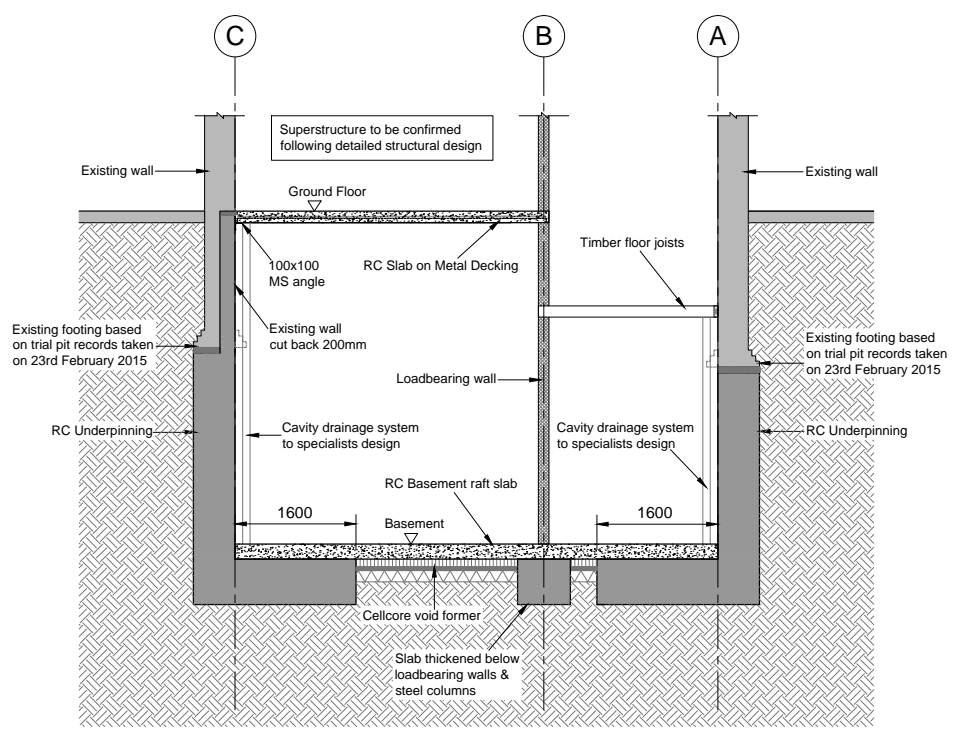 C
B
A
Superstructure to be confirmed
following detailed structural design
Existing wall
Existing wall
Ground Floor
Timber floor joists
100x100
MS angle
RC Slab on Metal Decking
Existing footing based
on trial pit records taken
on 23rd February 2015
Existing wall
cut back 200mm
Existing footing based
on trial pit records taken
on 23rd February 2015
Loadbearing wall
RC Underpinning
Cavity drainage system
to specialists design
Cavity drainage system
to specialists design
RC Underpinning
RC Basement raft slab
1600
Basement
1600
Cellcore void former
Slab thickened below
loadbearing walls &
steel columns